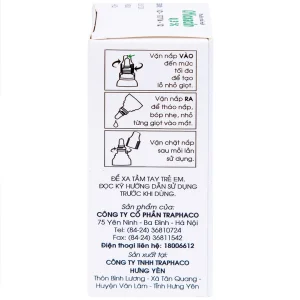 Vặn nắp VÀO
đến mức
tối đa
để tạo
lỗ nhỏ giọt.
Vặn nắp RA
để tháo nắp,
bóp nhẹ, nhỏ
từng giọt vào mắt.
Vặn chặt nắp
sau mỗi lần
sử dụng.
ĐỂ XA TẦM TAY TRẺ EM.
ĐỌC KỸ HƯỚNG DẪN SỬ DỤNG
TRƯỚC KHI DÙNG.
Sản phẩm của:
CÔNG TY CỔ PHẦN TRAPHACO
75 Yên Ninh - Ba Đình - Hà Nội
Tel: (84-24) 36810724
Fax: (84-24) 36811542
Điện thoại liên hệ: 18006612
Sản xuất tại:
CÔNG TY TNHH TRAPHACO
HƯNG YÊN
Thôn Bình Lương - Xã Tân Quang -
Huyện Văn Lâm - Tỉnh Hưng Yên